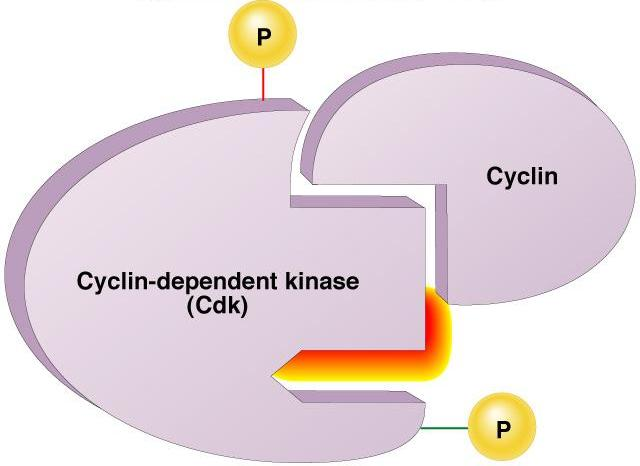 P
Cyclin
Cyclin-dependent kinase
(Cdk)
P